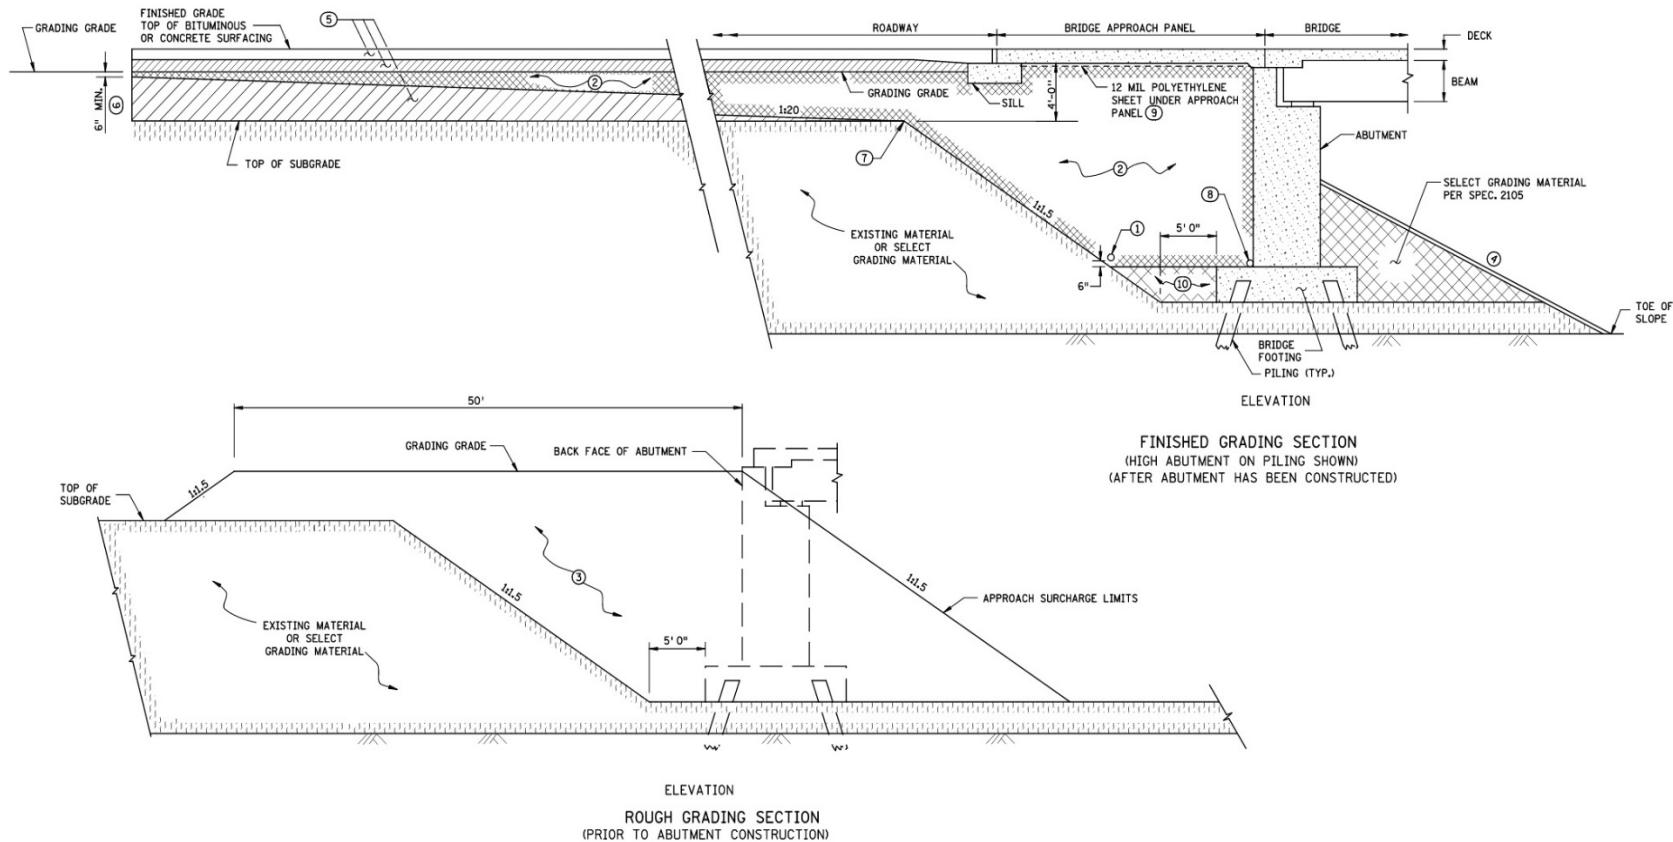 GRADING GRADE
FINISHED GRADE
TOP OF BITUMINOUS
OR CONCRETE SURFACING
5
ROADWAY
BRIDGE APPROACH PANEL
BRIDGE
DECK
BEAM
6" MIN.
6
2
GRADING GRADE
SILL
4'-0"
12 MIL POLYETHYLENE
SHEET UNDER APPROACH
PANEL 9
1:20
TOP OF SUBGRADE
7
2
ABUTMENT
8
SELECT GRADING MATERIAL
PER SPEC. 2105
1:1.5
EXISTING MATERIAL
OR SELECT
GRADING MATERIAL
1
5' 0"
4
6"
10
TOE OF
SLOPE
BRIDGE
FOOTING
PILING (TYP.)
ELEVATION
FINISHED GRADING SECTION
(HIGH ABUTMENT ON PILING SHOWN)
(AFTER ABUTMENT HAS BEEN CONSTRUCTED)
50'
GRADING GRADE
BACK FACE OF ABUTMENT
TOP OF
SUBGRADE
1:1.5
3
1:1.5
1:1.5
APPROACH SURCHARGE LIMITS
EXISTING MATERIAL
OR SELECT
GRADING MATERIAL
5' 0"
ELEVATION
ROUGH GRADING SECTION
(PRIOR TO ABUTMENT CONSTRUCTION)